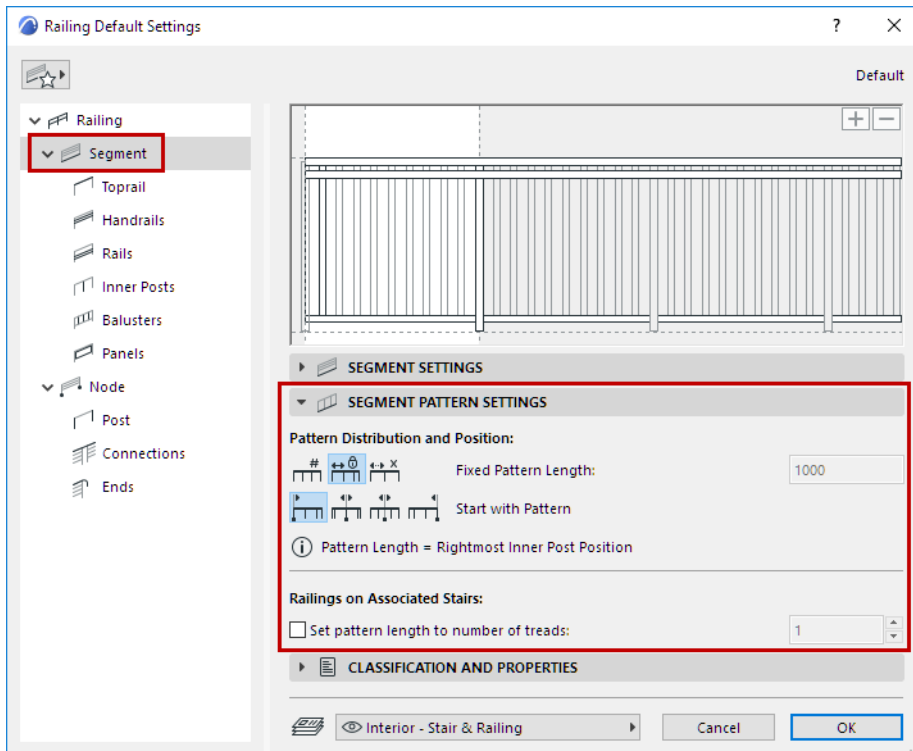 Railing Default Settings
?
Default
Railing
Segment
Toprail
Handrails
Rails
Inner Posts
Balusters
Panels
Node
Post
Connections
Ends
SEGMENT SETTINGS
SEGMENT PATTERN SETTINGS
Pattern Distribution and Position:
# x Fixed Pattern Length: 1000
Start with Pattern
Pattern Length = Rightmost Inner Post Position
Railings on Associated Stairs:
Set pattern length to number of treads: 1
CLASSIFICATION AND PROPERTIES
Interior - Stair & Railing Cancel OK